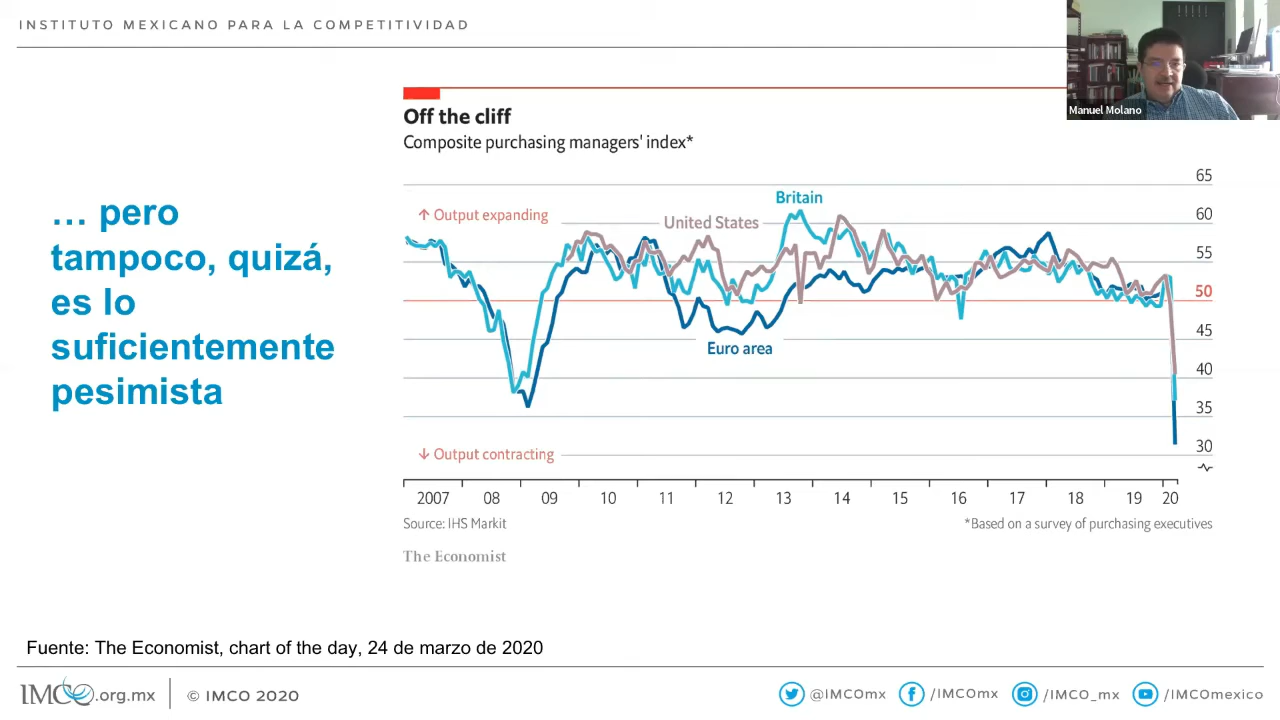 INSTITUTO MEXICANO PARA LA COMPETITIVIDAD
Manuel Molano
… pero
tampoco, quizá,
es lo
suficientemente
pesimista
Off the cliff
Composite purchasing managers' index*
65
↑ Output expanding
Britain
United States
60
55
50
45
Euro area
40
35
30
↓ Output contracting
2007 08 09 10 11 12 13 14 15 16 17 18 19 20
Source: IHS Markit
*Based on a survey of purchasing executives
The Economist
Fuente: The Economist, chart of the day, 24 de marzo de 2020
IMCO.org.mx © IMCO 2020 @IMCOmx /IMCOmx /IMCO_mx /IMCOmexico